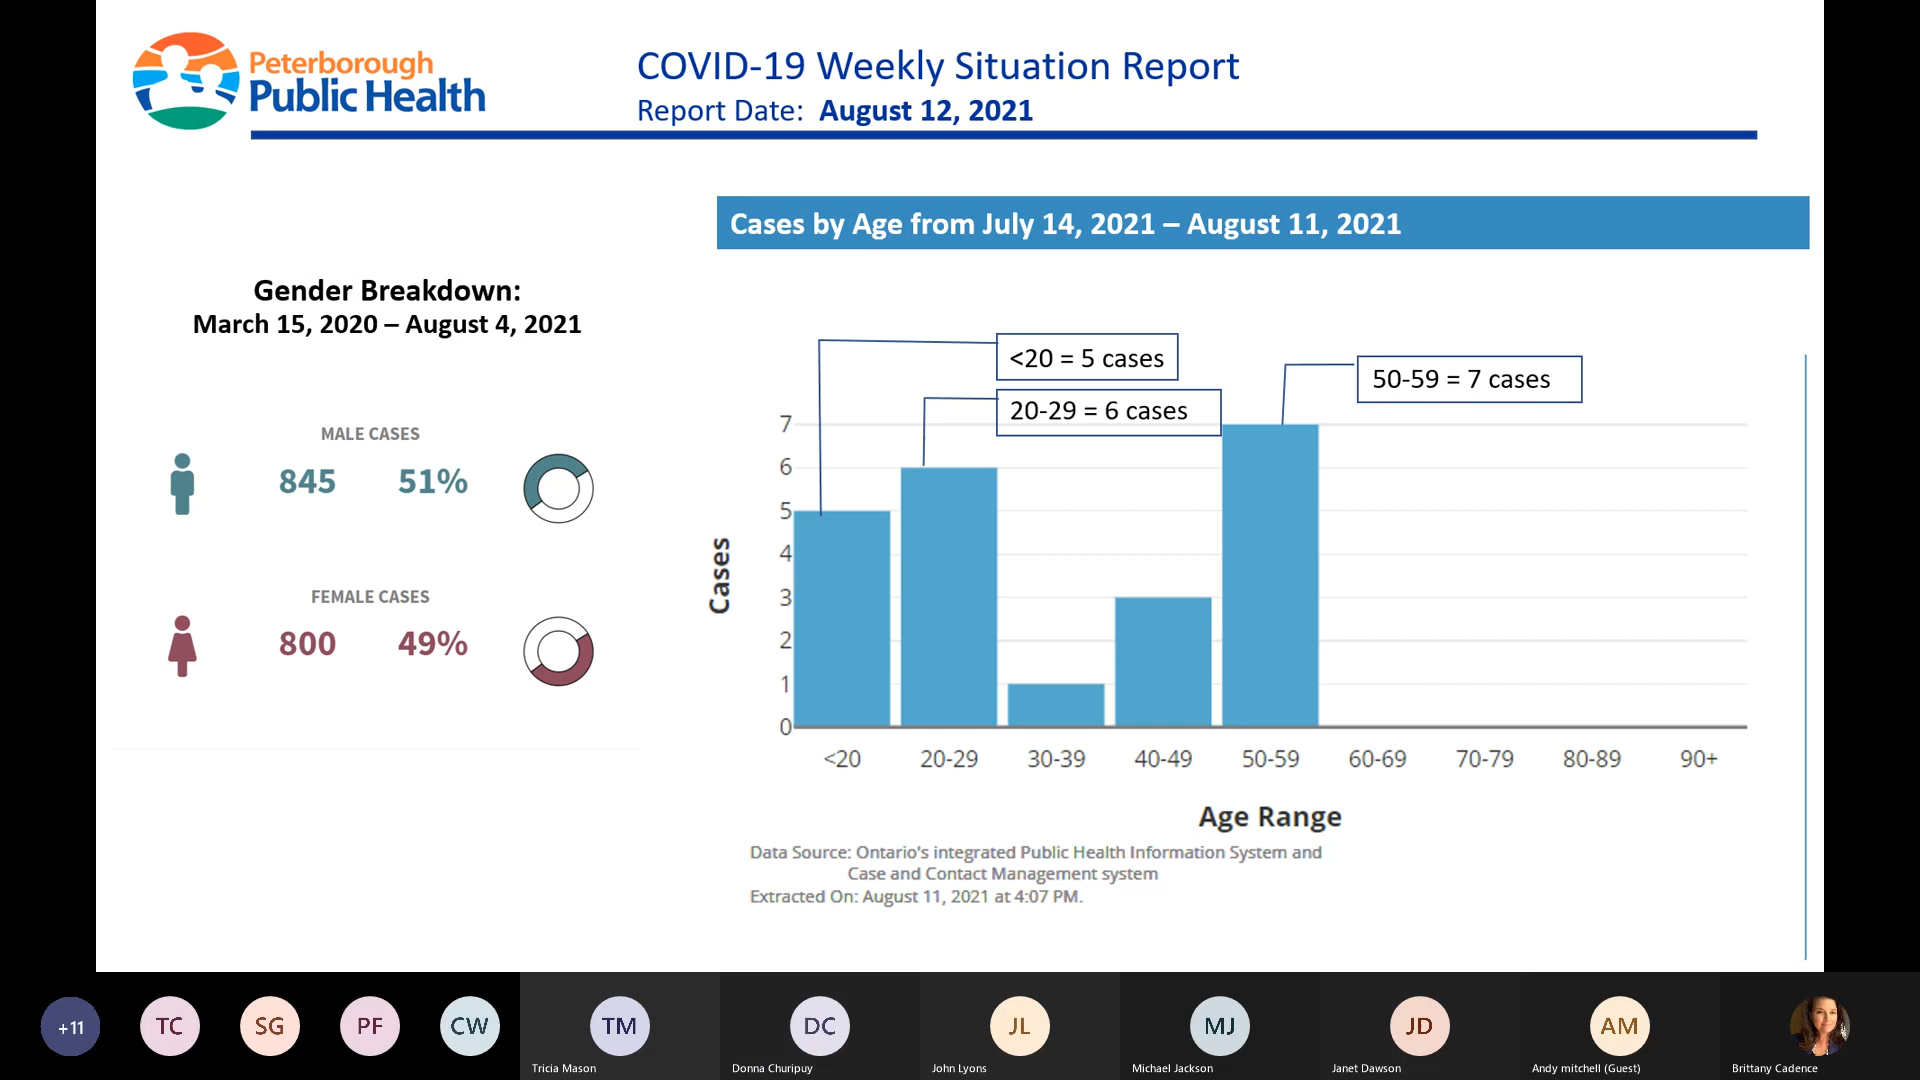 Peterborough
Public Health
COVID-19 Weekly Situation Report
Report Date: August 12, 2021
Cases by Age from July 14, 2021 – August 11, 2021
Gender Breakdown:
March 15, 2020 – August 4, 2021
MALE CASES
845 51%
FEMALE CASES
800 49%
<20 = 5 cases
20-29 = 6 cases
50-59 = 7 cases
7
6
5
4
3
2
1
0
Cases
<20 20-29 30-39 40-49 50-59 60-69 70-79 80-89 90+
Age Range
Data Source: Ontario's integrated Public Health Information System and
Case and Contact Management system
Extracted On: August 11, 2021 at 4:07 PM.
+11 TC SG PF CW TM DC JL MJ JD AM
Tricia Mason Donna Churipuy John Lyons Michael Jackson Janet Dawson Andy mitchell (Guest) Brittany Cadence